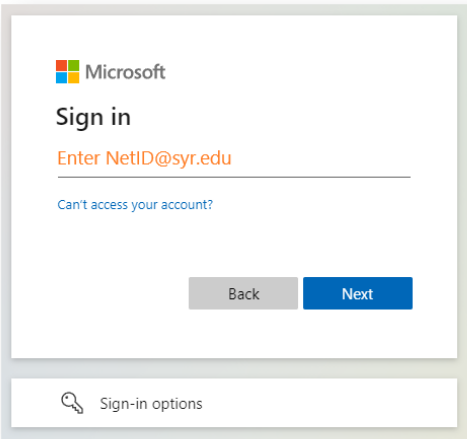 Microsoft
Sign in
Enter NetID@syr.edu
Can't access your account?
Back Next
Sign-in options